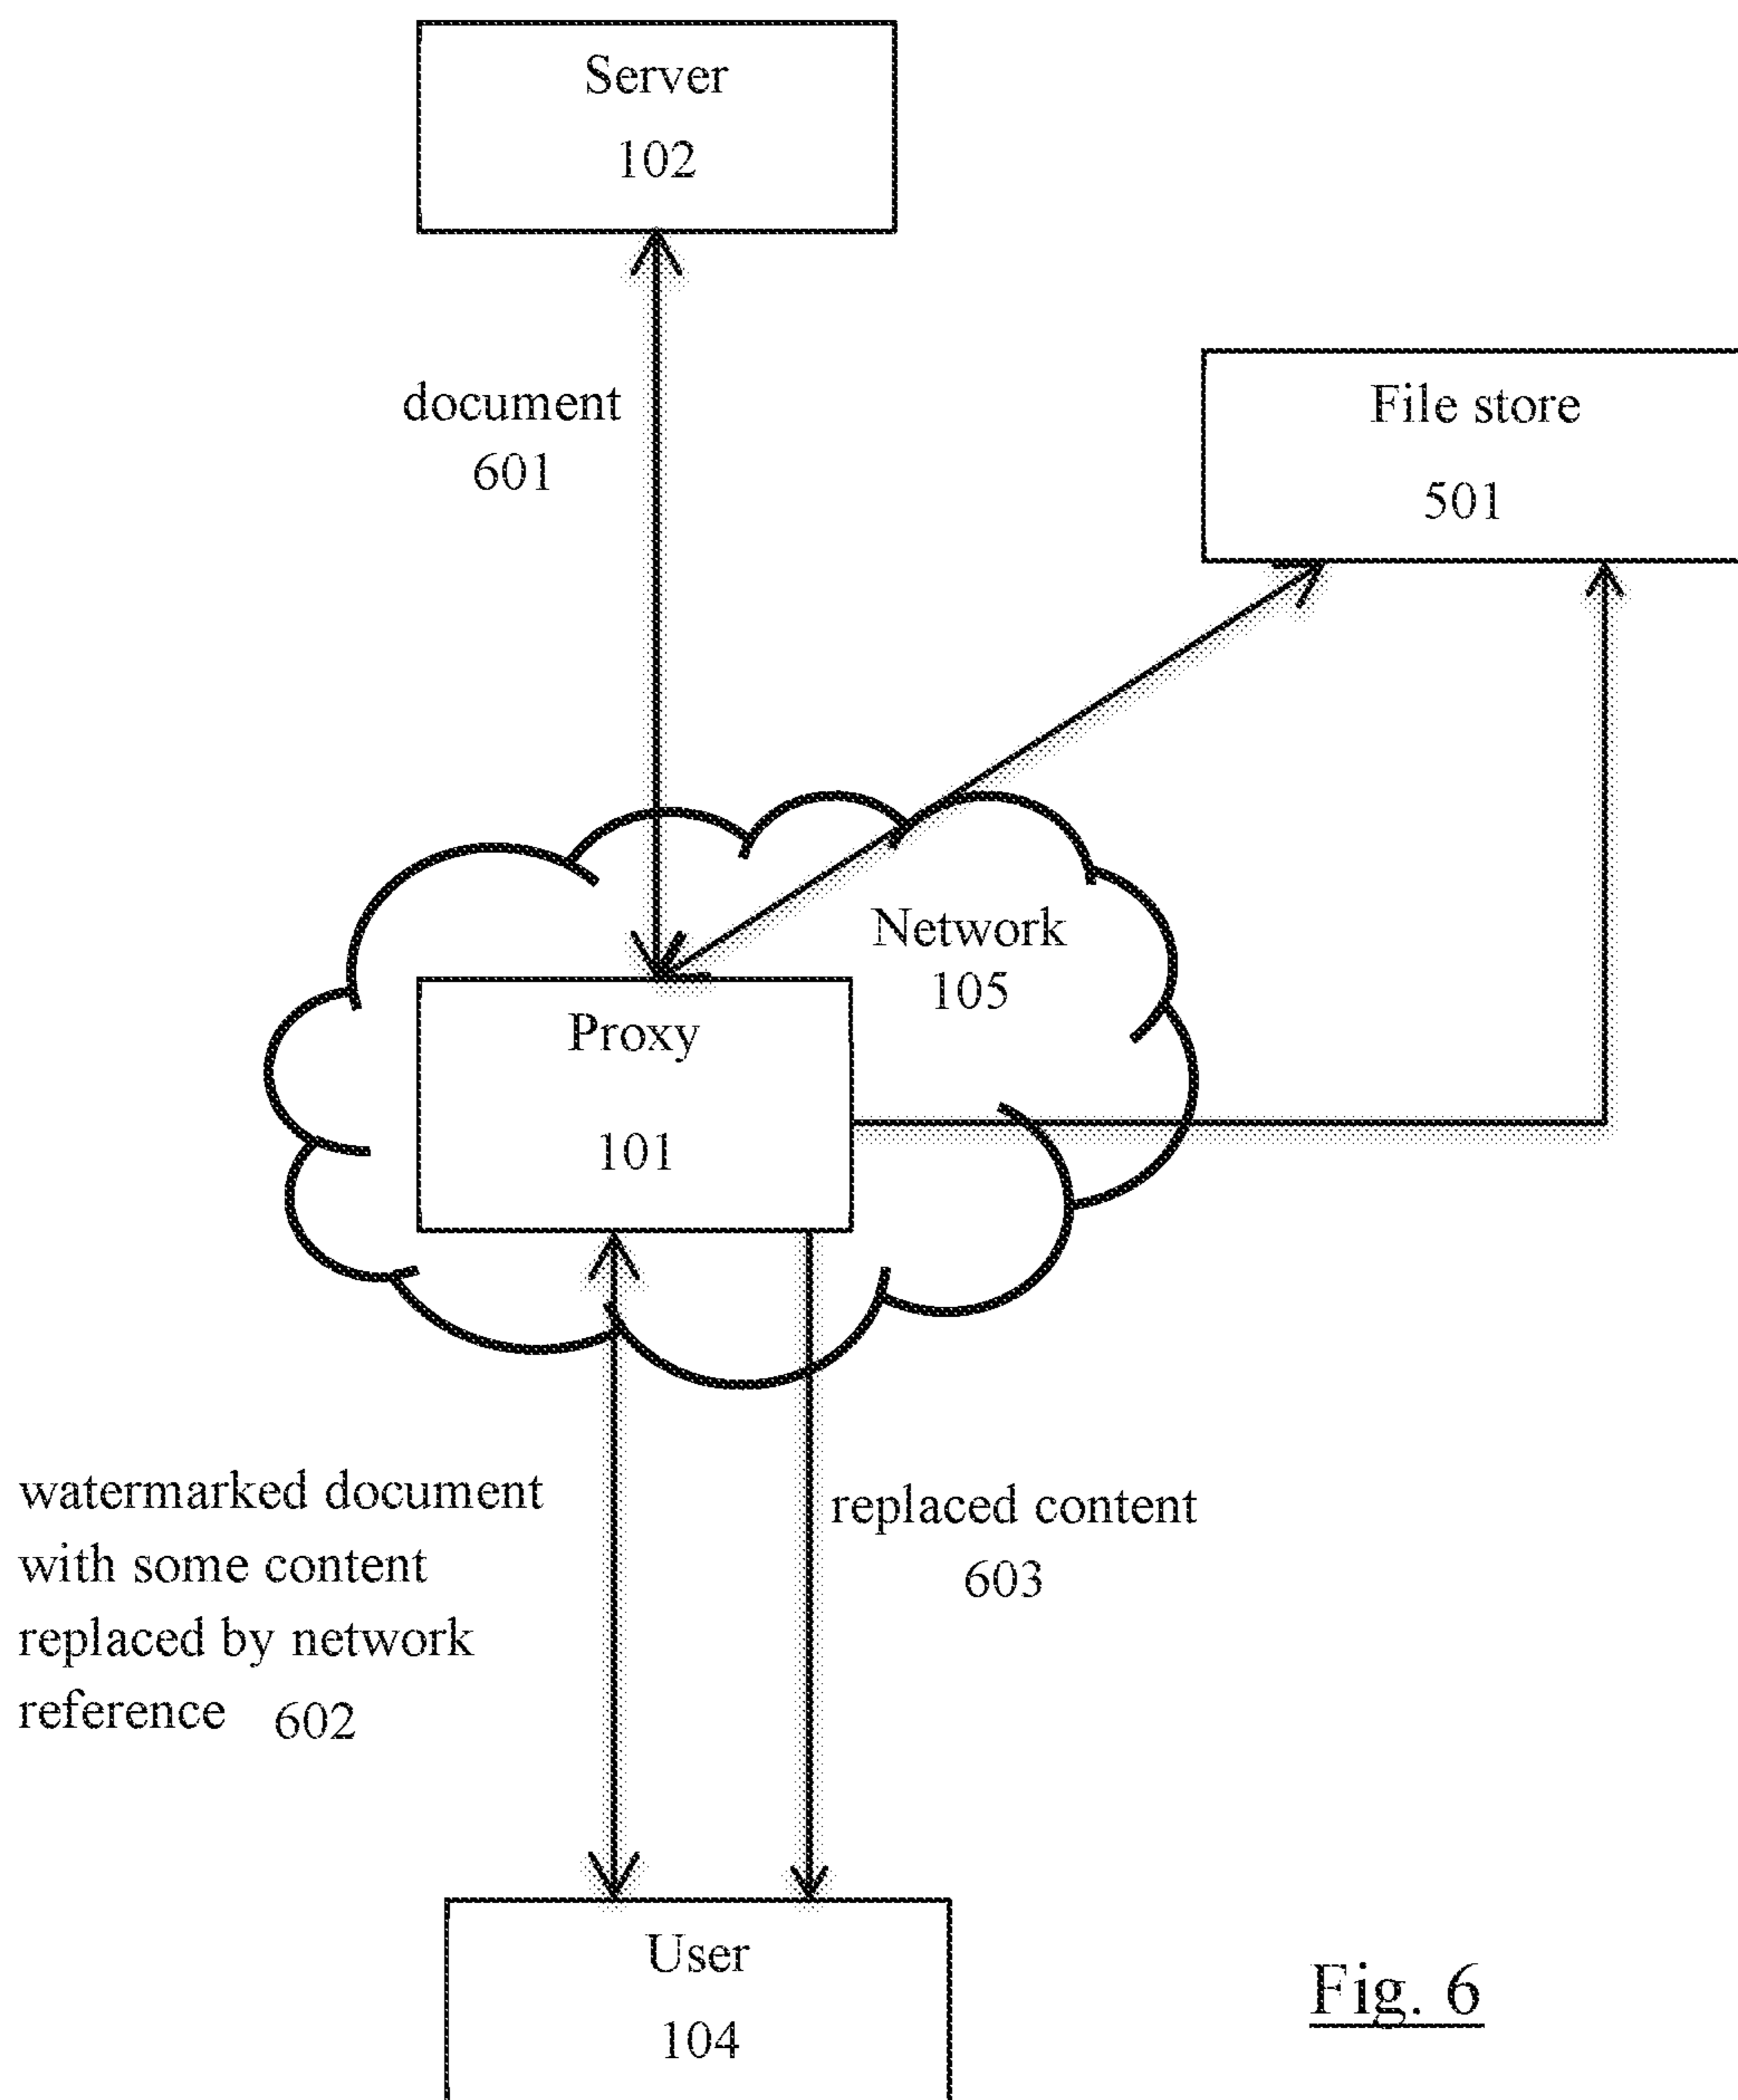 Server
102
document
601
File store
501
Network
105
Proxy
101
watermarked document
with some content
replaced by network
reference 602
replaced content
603
User
104
Fig. 6